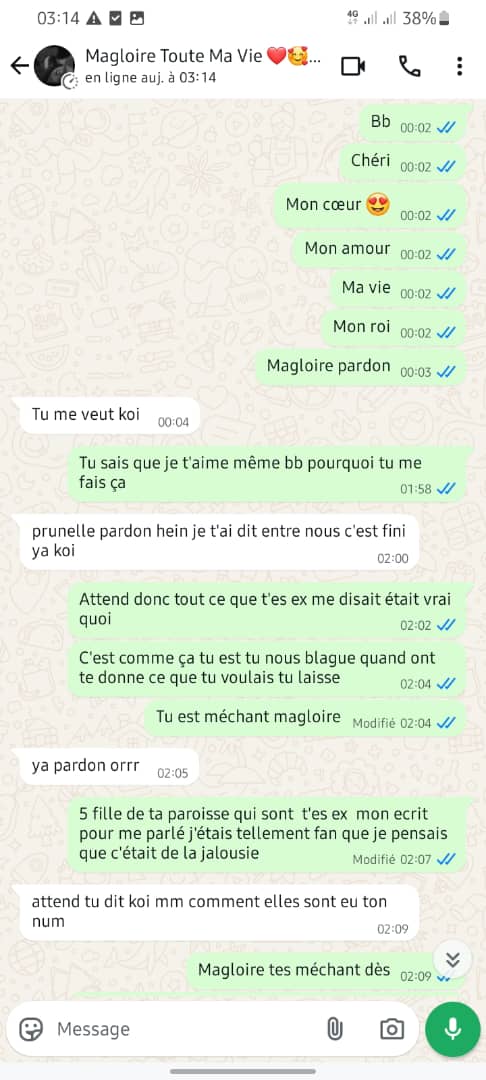 03:14
4G
38%
Magloire Toute Ma Vie ❤️🥰...
en ligne auj. à 03:14
Bb 00:02
Chéri 00:02
Mon cœur 😍 00:02
Mon amour 00:02
Ma vie 00:02
Mon roi 00:02
Magloire pardon 00:03
Tu me veut koi 00:04
Tu sais que je t'aime même bb pourquoi tu me
fais ça
01:58
prunelle pardon hein je t'ai dit entre nous c'est fini
ya koi
02:00
Attend donc tout ce que t'es ex me disait était vrai
quoi
02:02
C'est comme ça tu est tu nous blague quand ont
te donne ce que tu voulais tu laisse
02:04
Tu est méchant magloire Modifié 02:04
ya pardon orrr 02:05
5 fille de ta paroisse qui sont t'es ex mon ecrit
pour me parlé j'étais tellement fan que je pensais
que c'était de la jalousie
Modifié 02:07
attend tu dit koi mm comment elles sont eu ton
num
02:09
Magloire tes méchant dès 02:09
Message